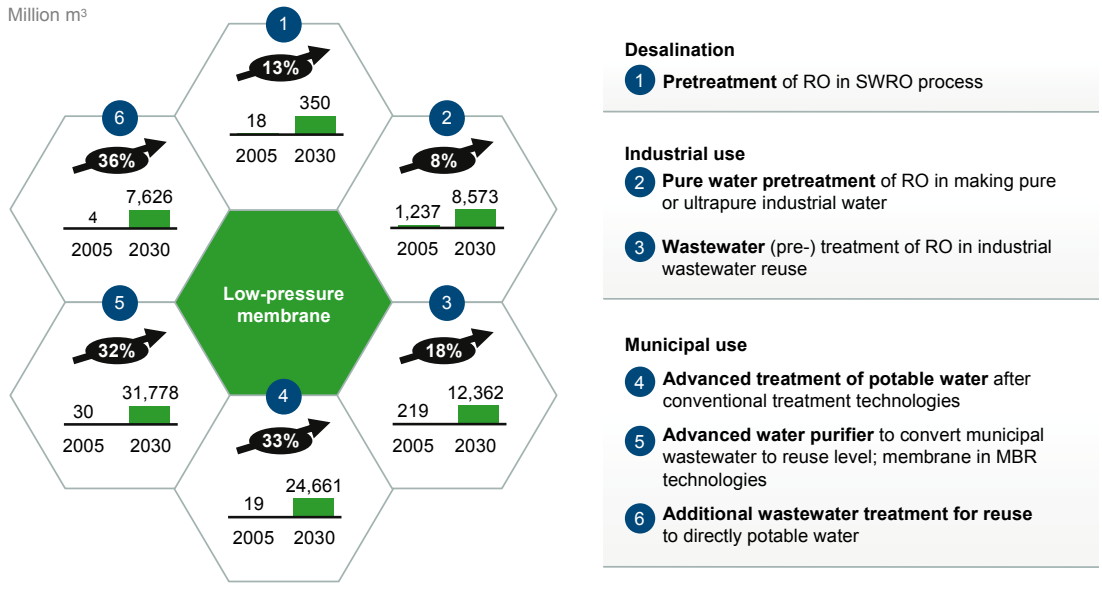 Million m³
1
13%
18
350
2005 2030
2
8%
1,237
8,573
2005 2030
3
18%
219
12,362
2005 2030
4
33%
19
24,661
2005 2030
5
32%
30
31,778
2005 2030
6
36%
4
7,626
2005 2030
Low-pressure
membrane
Desalination
1 Pretreatment of RO in SWRO process
Industrial use
2 Pure water pretreatment of RO in making pure
or ultrapure industrial water
3 Wastewater (pre-) treatment of RO in industrial
wastewater reuse
Municipal use
4 Advanced treatment of potable water after
conventional treatment technologies
5 Advanced water purifier to convert municipal
wastewater to reuse level; membrane in MBR
technologies
6 Additional wastewater treatment for reuse
to directly potable water